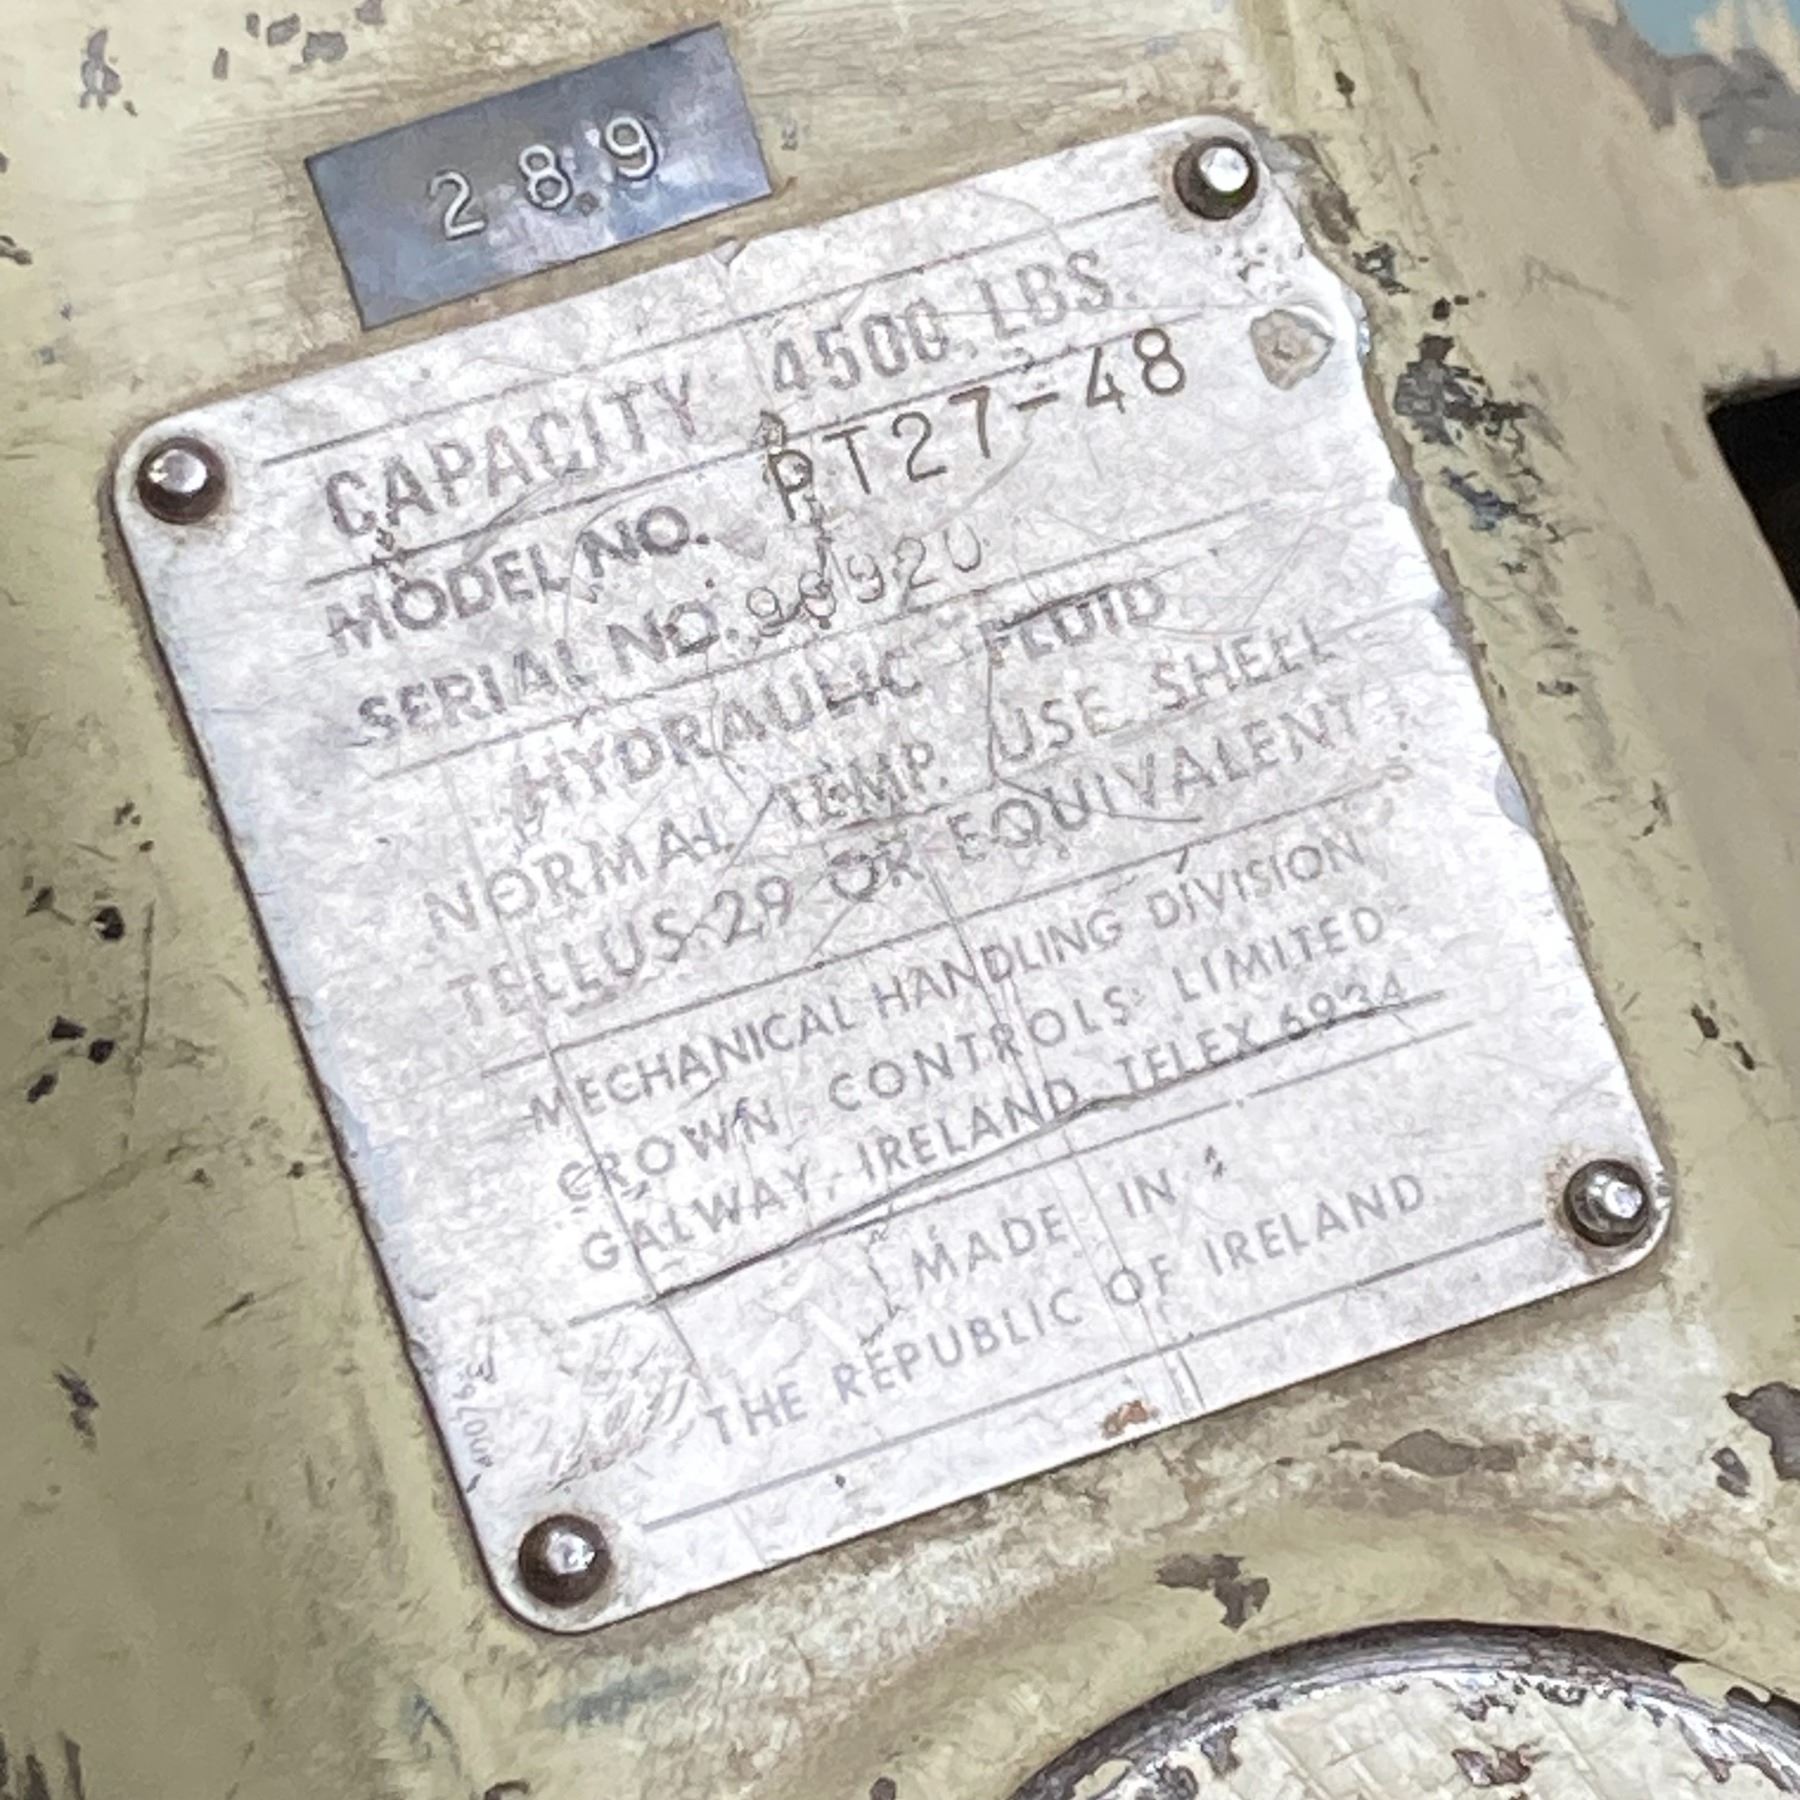 289
CAPACITY 4500 LBS.
MODEL NO. PT27-48
SERIAL NO.
HYDRAULIC FLUID
NORMAL TEMP. USE SHELL
TELLUS 29 OR EQUIVALENT
MECHANICAL HANDLING DIVISION
CROWN CONTROLS LIMITED
GALWAY, IRELAND TELEX 6934
MADE IN
THE REPUBLIC OF IRELAND